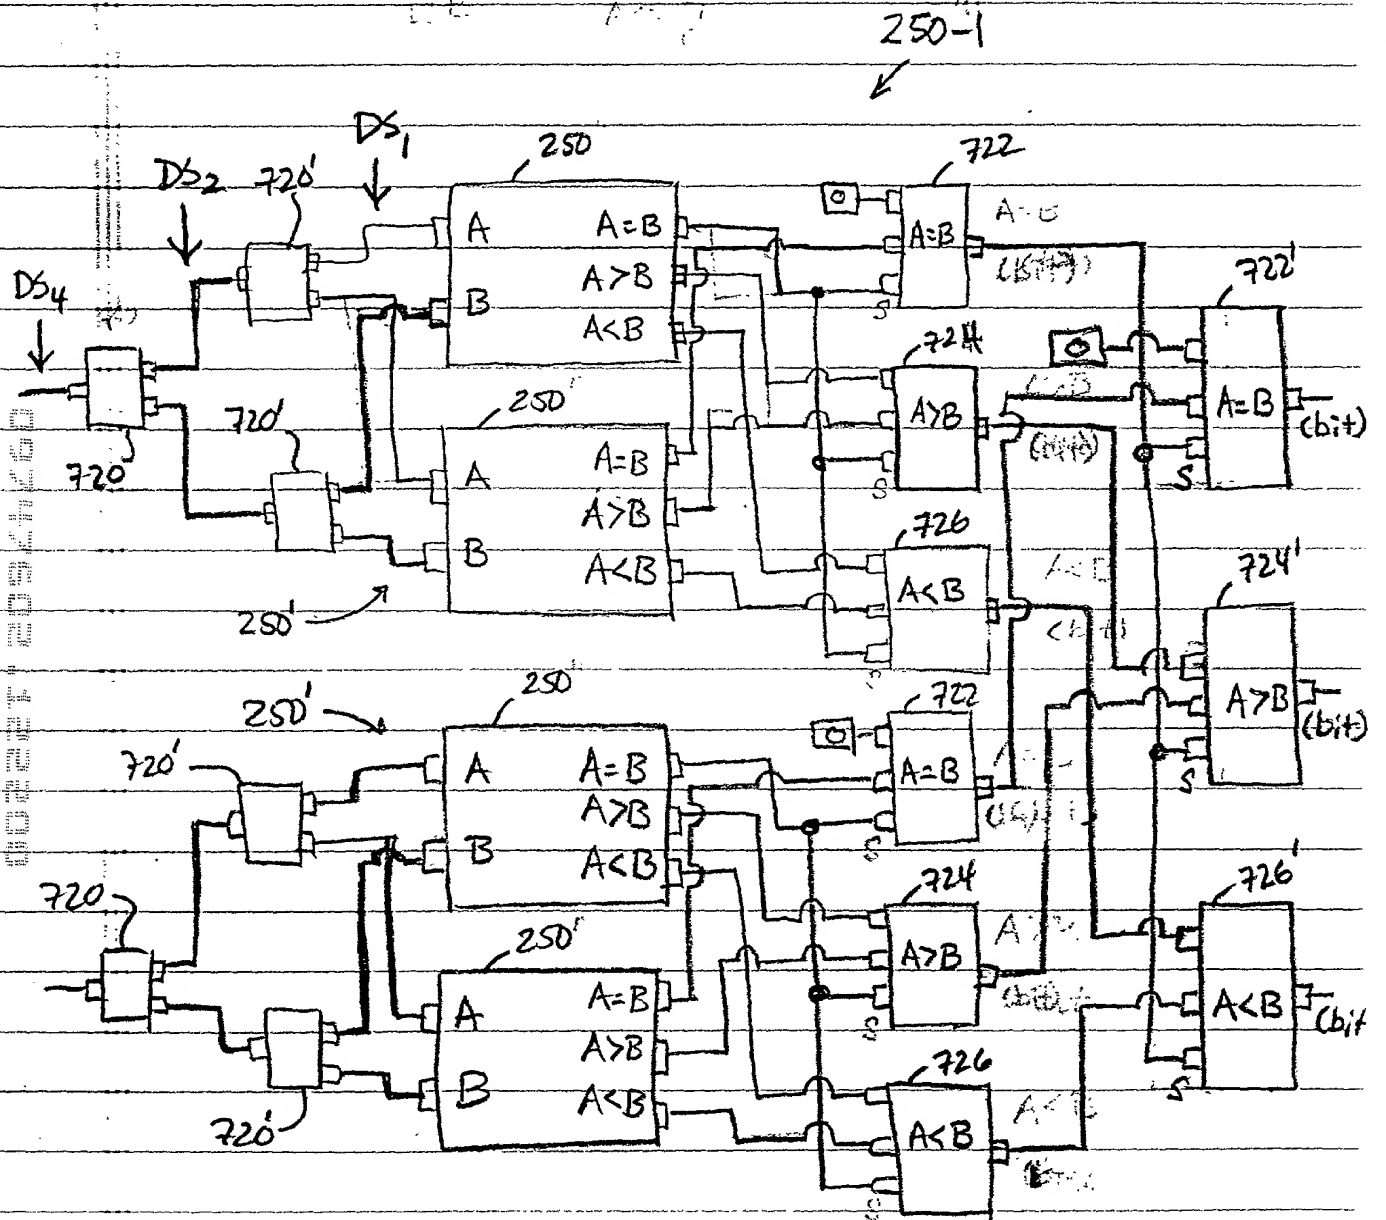 250-1
DS1
250
722
DS2
720'
A
A=B
0
A=B
722'
A>B
S
DS4
B
A<B
724
0
A=B
(bit)
S
720
720'
250'
A
A=B
A>B
S
A>B
B
A<B
726
A<B
724'
A>B
(bit)
S
250'
250'
250'
720'
A
A=B
0
722
A=B
S
A>B
B
A<B
720
724
A>B
S
726'
A<B
(bit
S
250'
A
A=B
A>B
B
A<B
726
A<B
720'